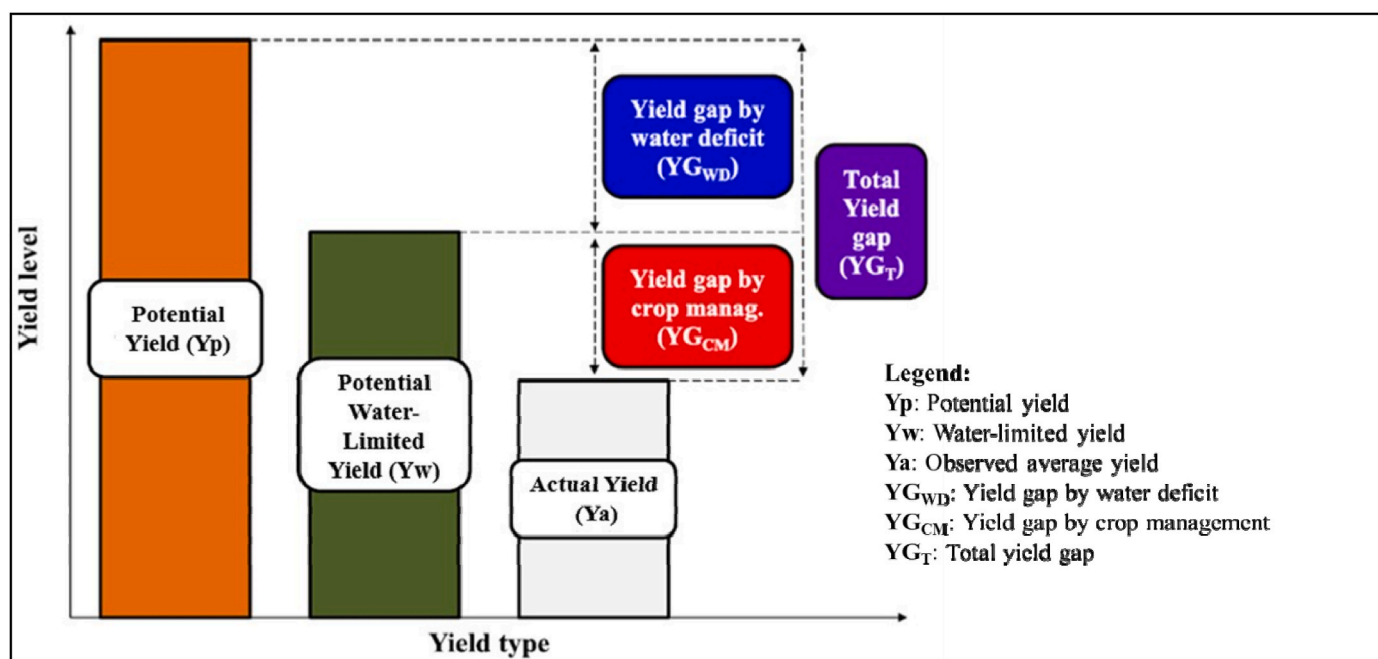 Yield level
Potential
Yield (Yp)
Potential
Water-
Limited
Yield (Yw)
Actual Yield
(Ya)
Yield gap by
water deficit
(YGWD)
Yield gap by
crop manag.
(YGCM)
Total
Yield
gap
(YGT)
Legend:
Yp: Potential yield
Yw: Water-limited yield
Ya: Observed average yield
YGWD: Yield gap by water deficit
YGCM: Yield gap by crop management
YGT: Total yield gap
Yield type